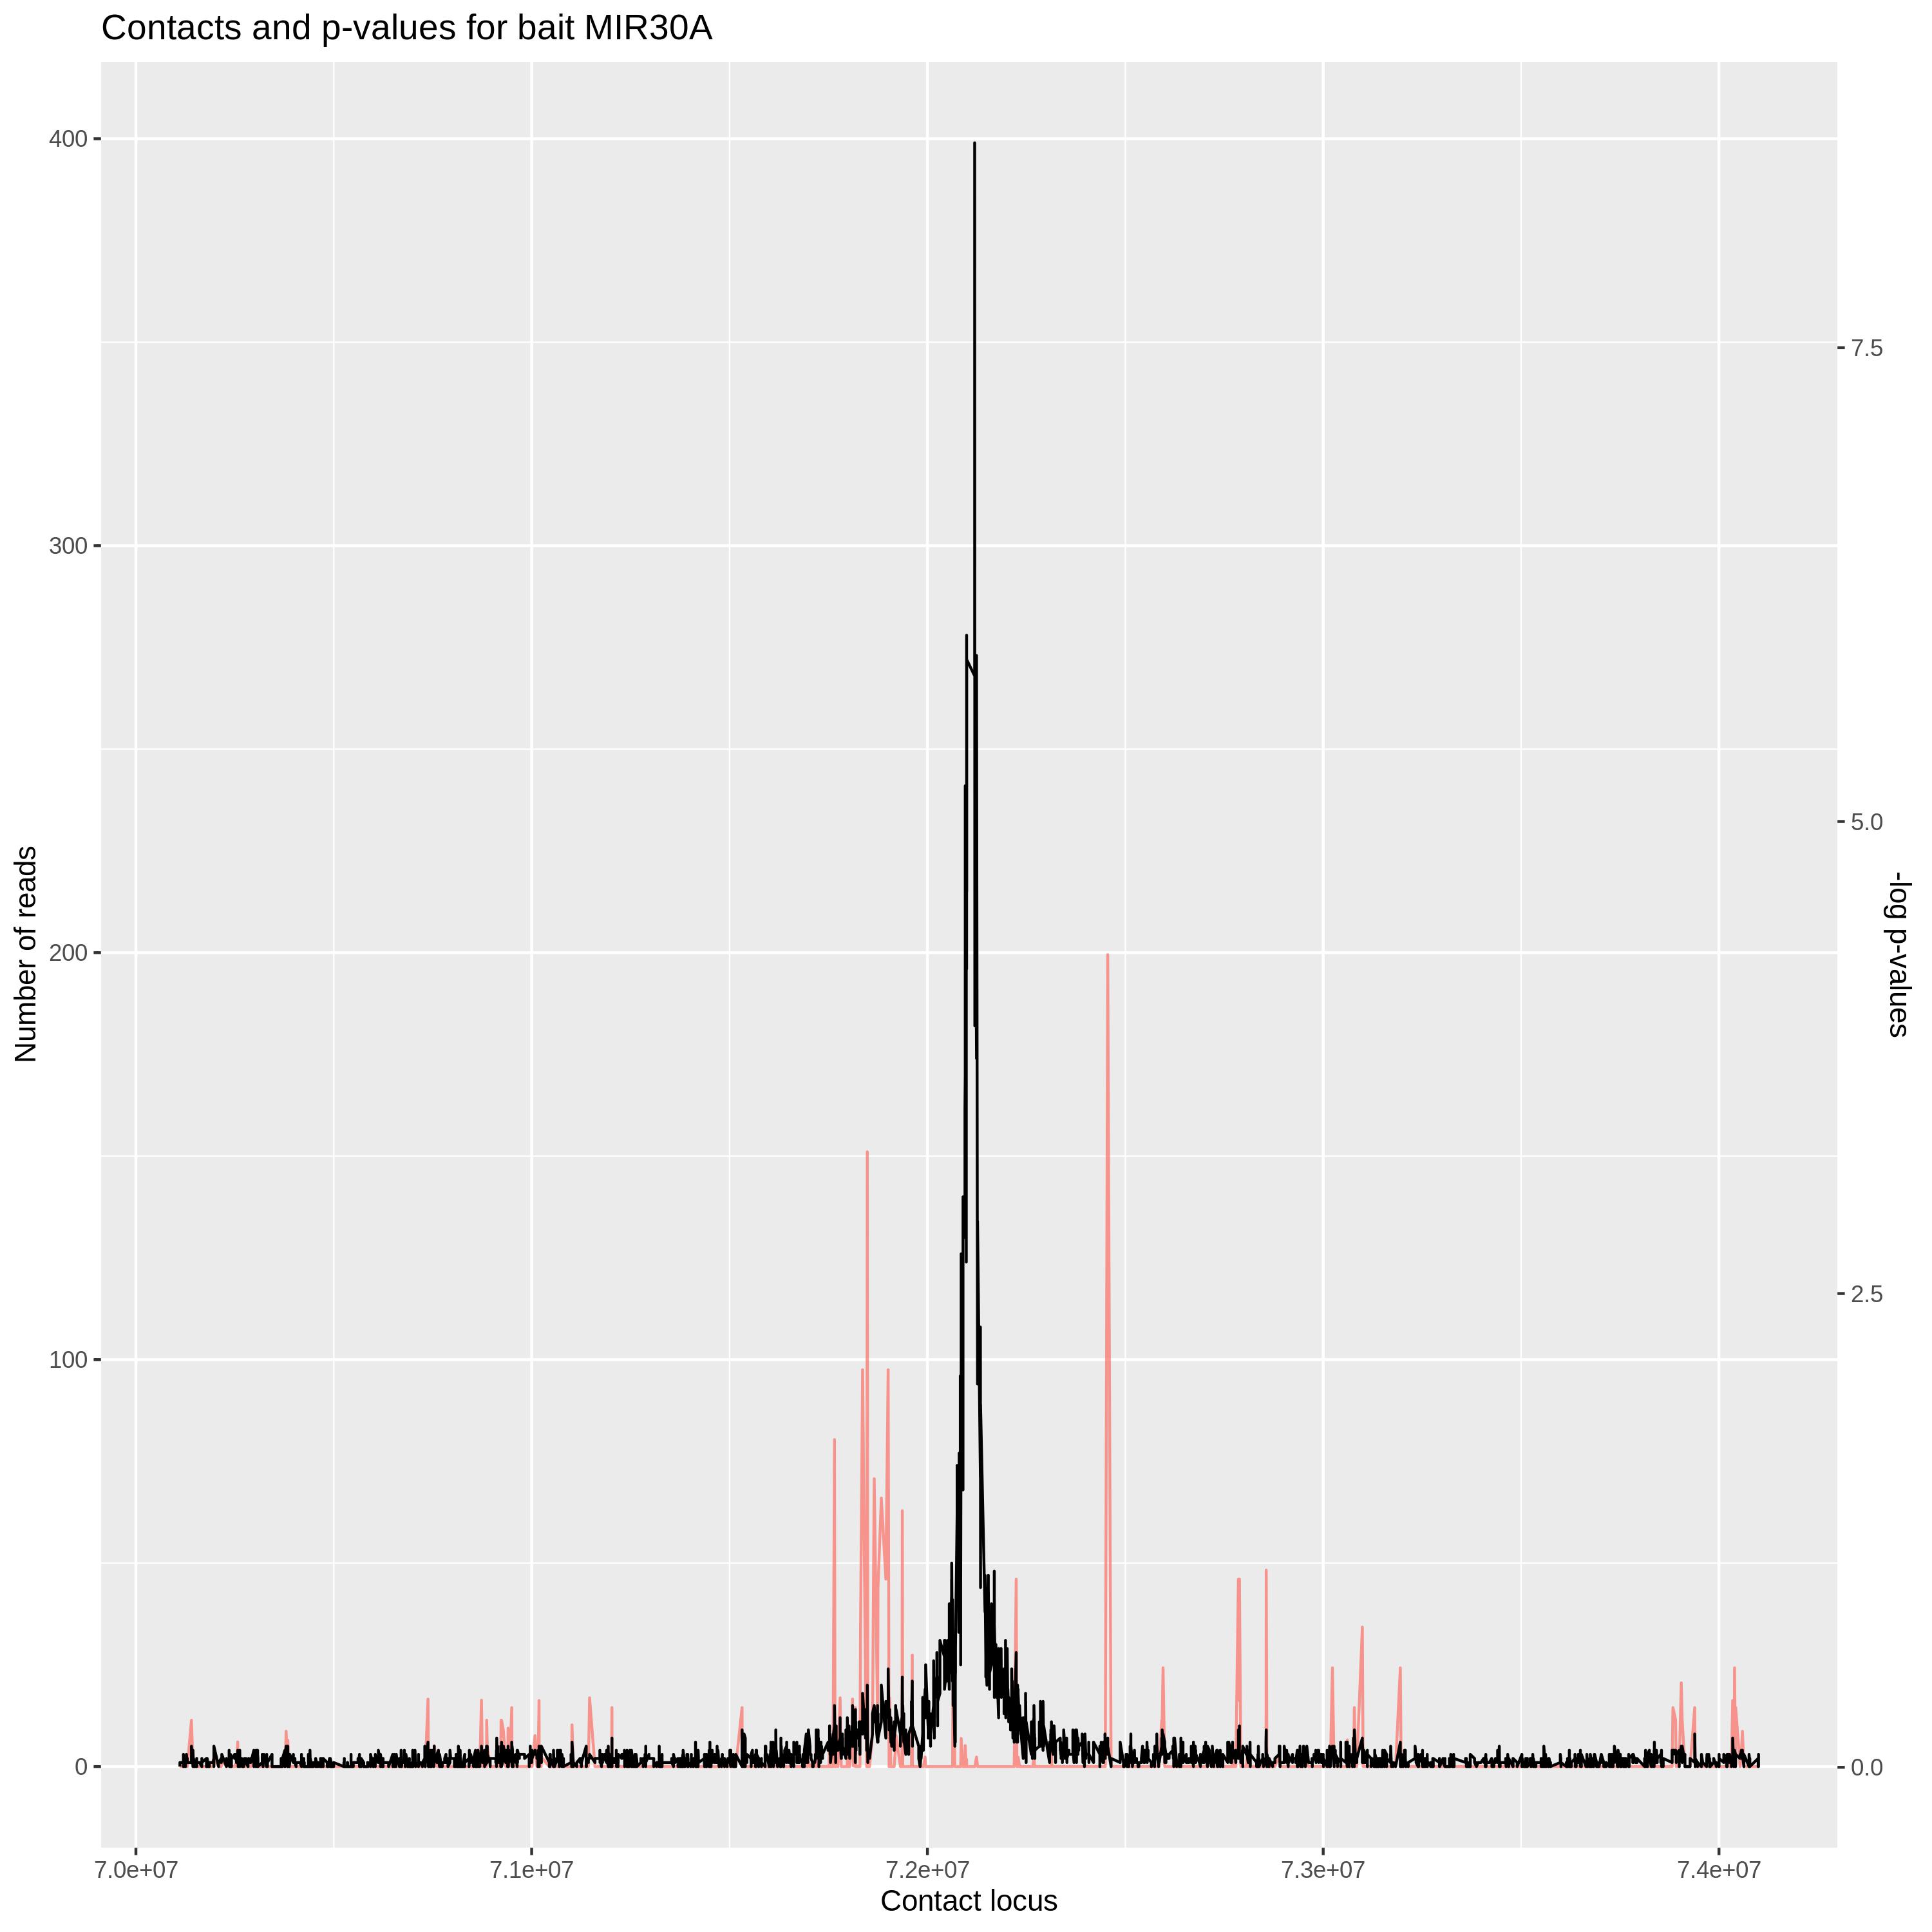 Contacts and p-values for bait MIR30A
400
300
200
100
0
Number of reads
7.5
5.0
2.5
0.0
-log p-values
7.0e+07 7.1e+07 7.2e+07 7.3e+07 7.4e+07
Contact locus